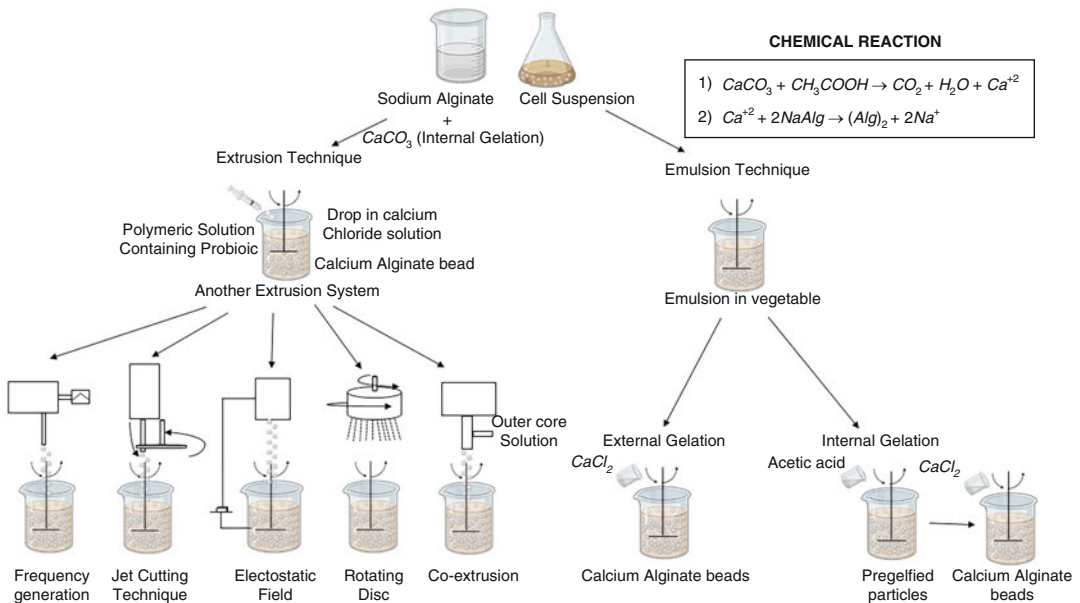 CHEMICAL REACTION
1) CaCO₃ + CH₃COOH → CO₂ + H₂O + Ca⁺²
2) Ca⁺² + 2NaAlg → (Alg)₂ + 2Na⁺
Sodium Alginate
+
CaCO₃ (Internal Gelation)
Cell Suspension
Extrusion Technique
Emulsion Technique
Polymeric Solution
Containing Probioic
Drop in calcium
Chloride solution
Calcium Alginate bead
Another Extrusion System
Emulsion in vegetable
Outer core
Solution
External Gelation
CaCl₂
Internal Gelation
Acetic acid
CaCl₂
Frequency
generation
Jet Cutting
Technique
Electostatic
Field
Rotating
Disc
Co-extrusion
Calcium Alginate beads
Pregelfied
particles
Calcium Alginate
beads